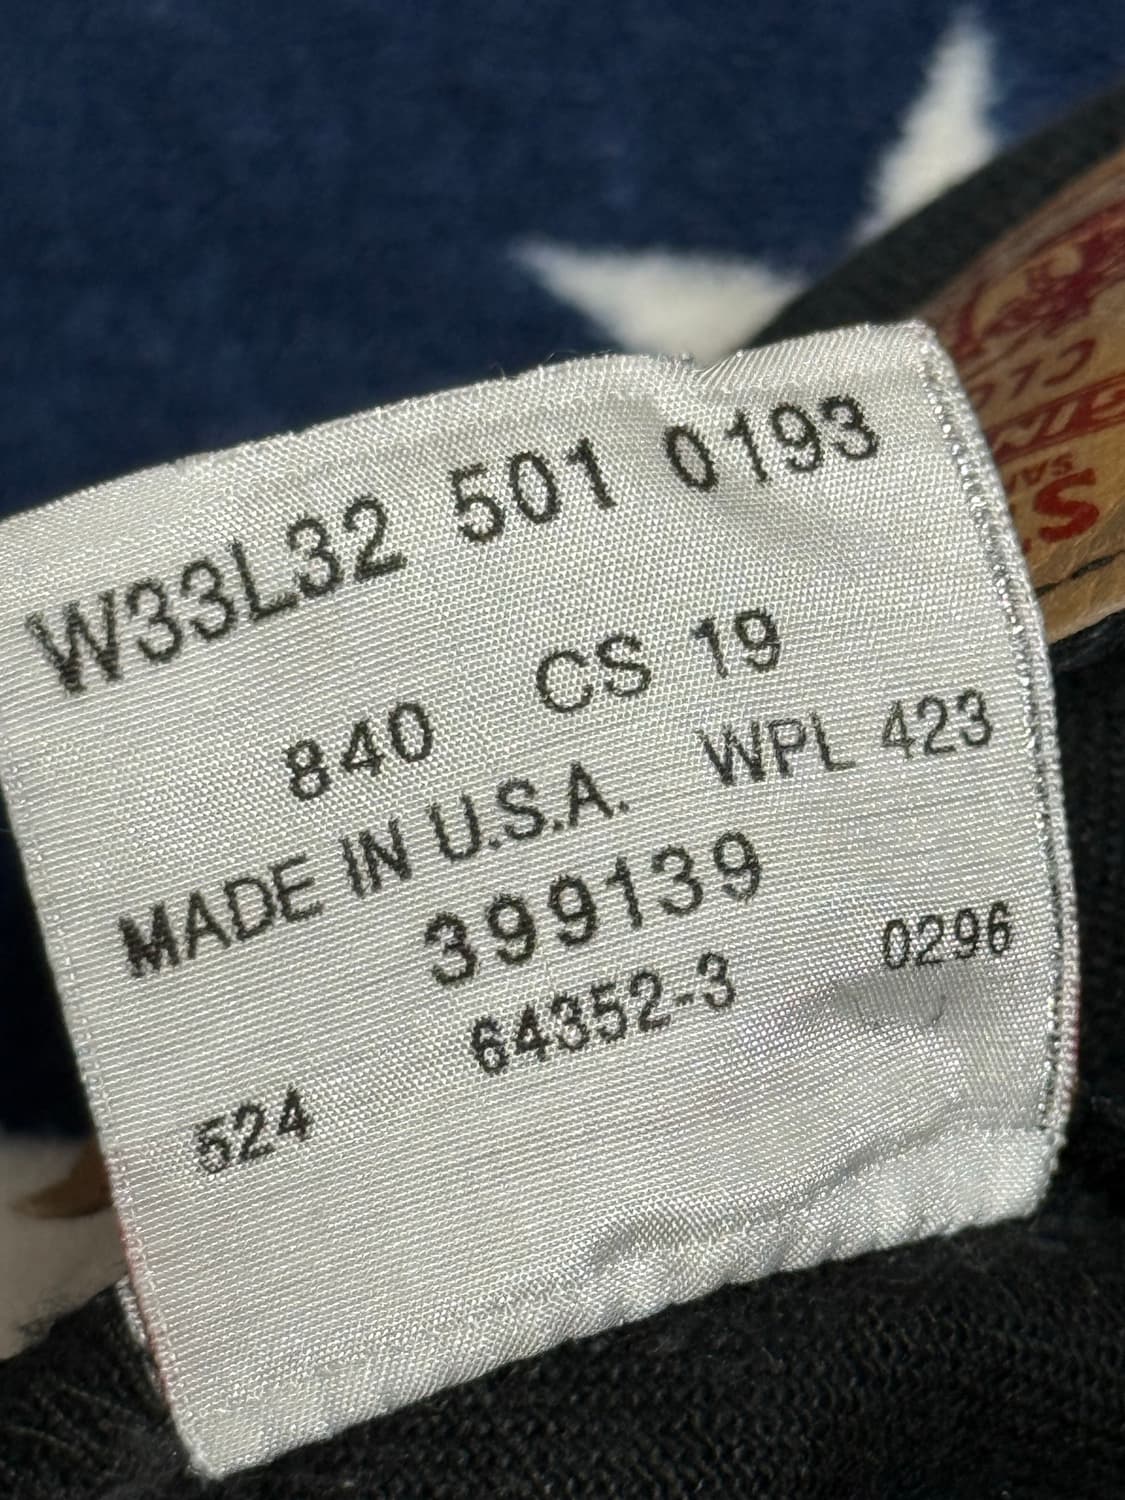 W33L32 501 0193
840 CS 19
MADE IN U.S.A. WPL 423
399139
64352-3 0296
524